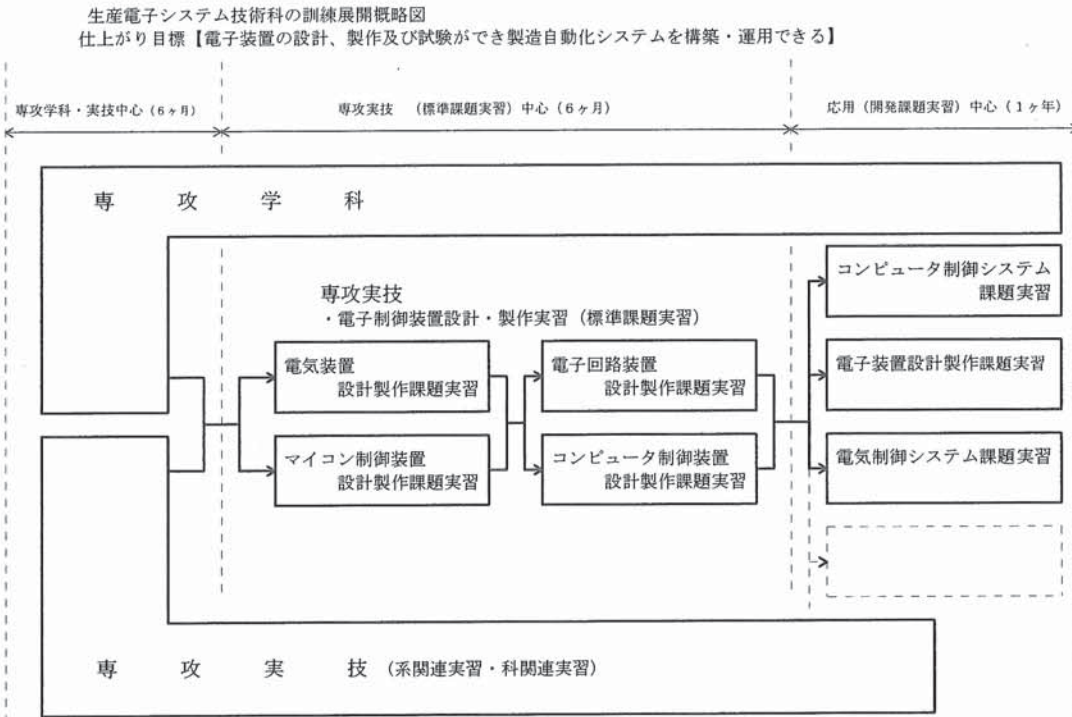 生産電子システム技術科の訓練展開概略図
仕上がり目標【電子装置の設計、製作及び試験ができ製造自動化システムを構築・運用できる】
専攻学科・実技中心(6ヶ月)
専攻実技 (標準課題実習)中心(6ヶ月)
応用(開発課題実習)中心(1ヶ年)
専 攻 学 科
専攻実技
・電子制御装置設計・製作実習(標準課題実習)
電気装置
設計製作課題実習
マイコン制御装置
設計製作課題実習
電子回路装置
設計製作課題実習
コンピュータ制御装置
設計製作課題実習
コンピュータ制御システム
課題実習
電子装置設計製作課題実習
電気制御システム課題実習
専 攻 実 技 (系関連実習・科関連実習)